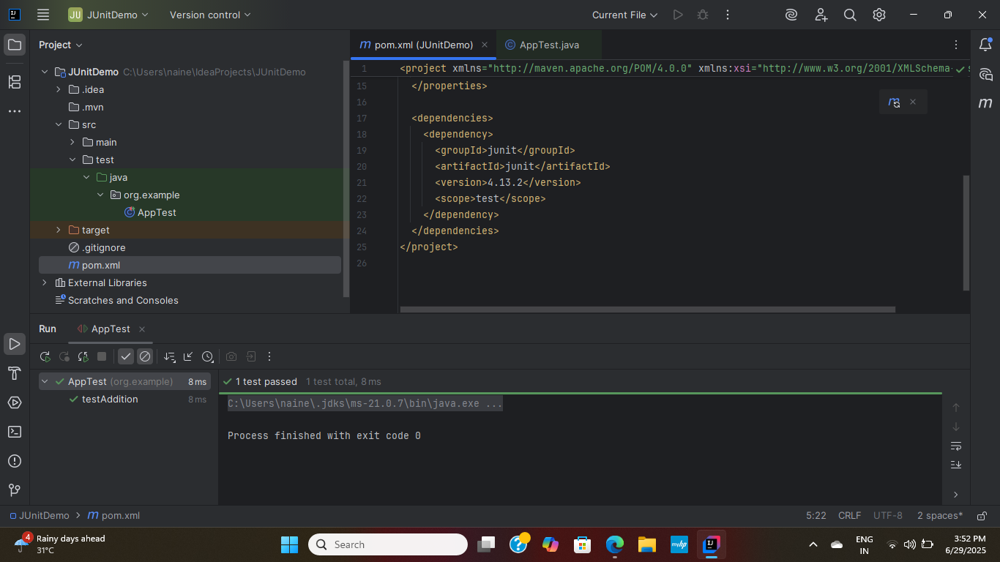 JU JUnitDemo Version control Current File
Project
JUnitDemo C:\Users\naine\IdeaProjects\JUnitDemo
.idea
.mvn
src
main
test
java
org.example
AppTest
target
.gitignore
pom.xml
External Libraries
Scratches and Consoles
pom.xml (JUnitDemo) AppTest.java
1 <project xmlns="http://maven.apache.org/POM/4.0.0" xmlns:xsi="http://www.w3.org/2001/XMLSchema-
15 </properties>
16
17 <dependencies>
18 <dependency>
19 <groupId>junit</groupId>
20 <artifactId>junit</artifactId>
21 <version>4.13.2</version>
22 <scope>test</scope>
23 </dependency>
24 </dependencies>
25 </project>
26
Run AppTest
AppTest (org.example) 8 ms
testAddition 8 ms
1 test passed 1 test total, 8 ms
C:\Users\naine\.jdks\ms-21.0.7\bin\java.exe ...
Process finished with exit code 0
JUnitDemo > pom.xml 5:22 CRLF UTF-8 2 spaces*
4 Rainy days ahead
31°C
Search
ENG
IN
3:52 PM
6/29/2025